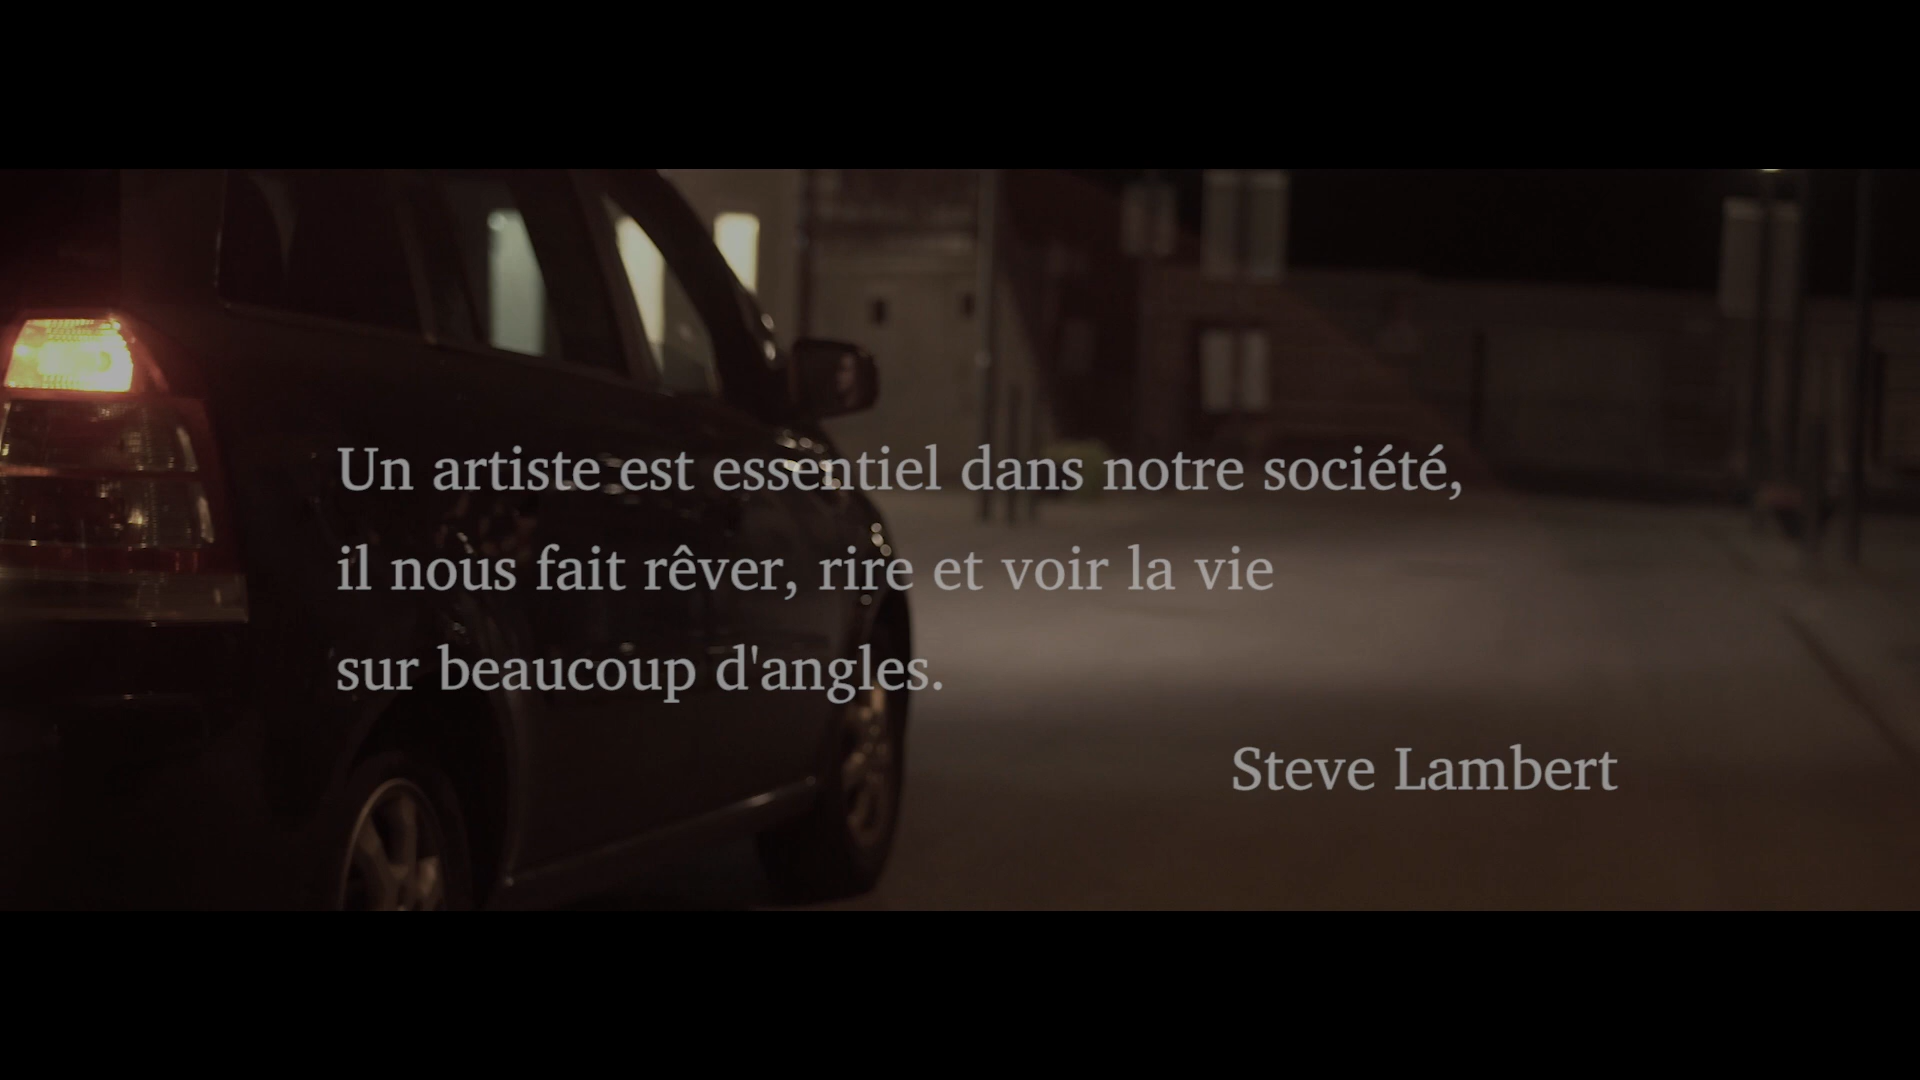 Un artiste est essentiel dans notre société,
il nous fait rêver, rire et voir la vie
sur beaucoup d'angles.
Steve Lambert